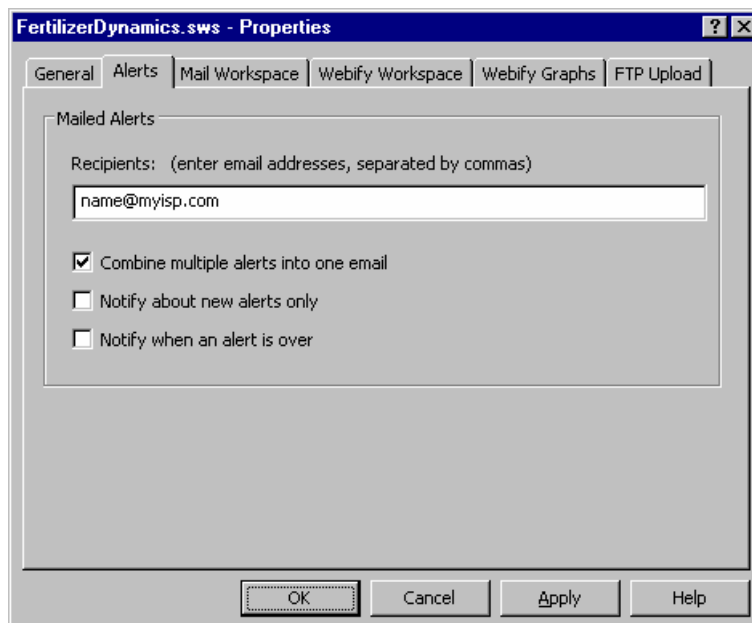 FertilizerDynamics.sws - Properties
General Alerts Mail Workspace Webify Workspace Webify Graphs FTP Upload
Mailed Alerts
Recipients: (enter email addresses, separated by commas)
name@myisp.com
Combine multiple alerts into one email
Notify about new alerts only
Notify when an alert is over
OK Cancel Apply Help